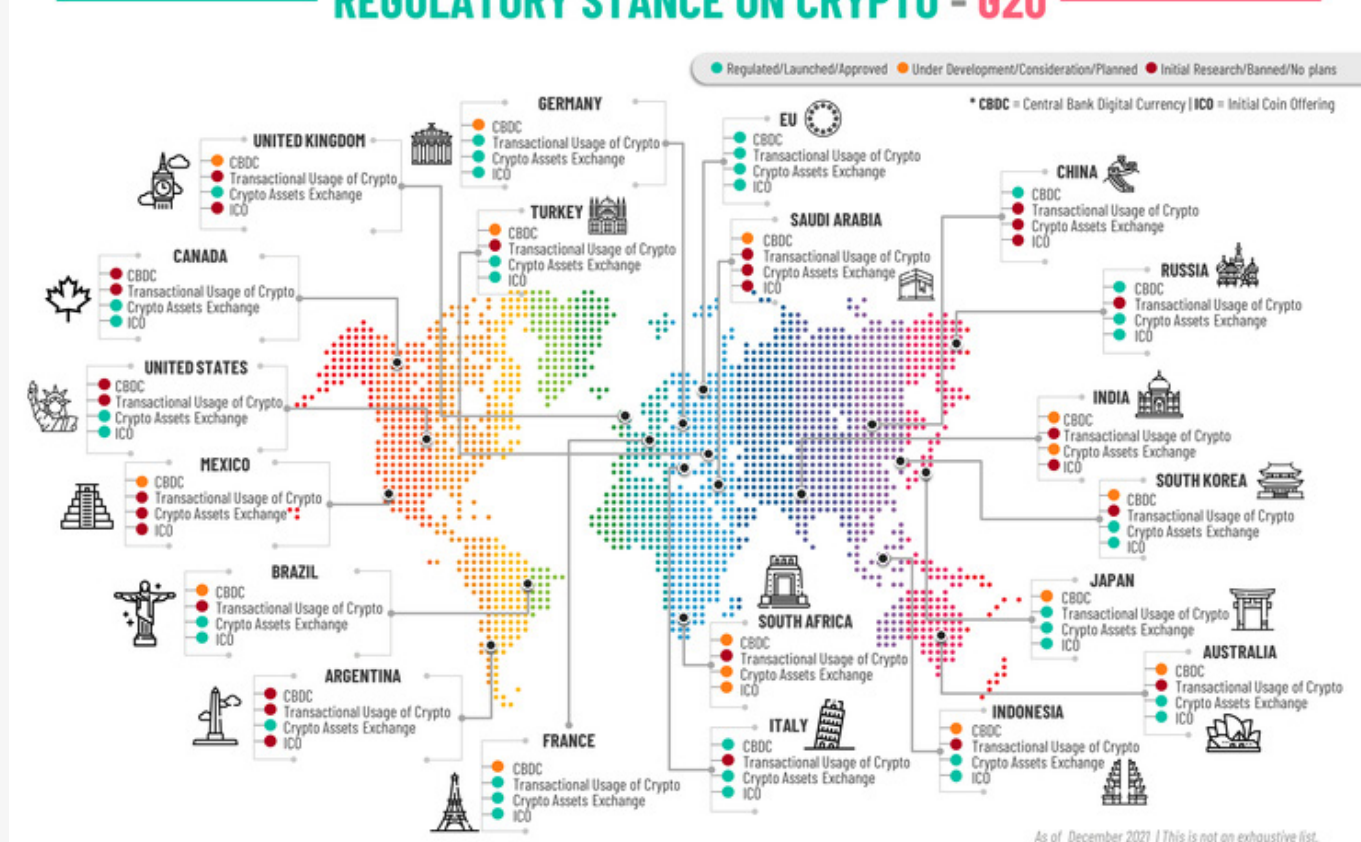 REGULATORY STANCE ON CRYPTO - G20
Regulated/Launched/Approved Under Development/Consideration/Planned Initial Research/Banned/No plans
* CBDC = Central Bank Digital Currency | ICO = Initial Coin Offering
GERMANY
CBDC
Transactional Usage of Crypto
Crypto Assets Exchange
ICO
EU
CBDC
Transactional Usage of Crypto
Crypto Assets Exchange
ICO
UNITED KINGDOM
CBDC
Transactional Usage of Crypto
Crypto Assets Exchange
ICO
CHINA
CBDC
Transactional Usage of Crypto
Crypto Assets Exchange
ICO
TURKEY
CBDC
Transactional Usage of Crypto
Crypto Assets Exchange
ICO
SAUDI ARABIA
CBDC
Transactional Usage of Crypto
Crypto Assets Exchange
ICO
CANADA
CBDC
Transactional Usage of Crypto
Crypto Assets Exchange
ICO
RUSSIA
CBDC
Transactional Usage of Crypto
Crypto Assets Exchange
ICO
UNITED STATES
CBDC
Transactional Usage of Crypto
Crypto Assets Exchange
ICO
INDIA
CBDC
Transactional Usage of Crypto
Crypto Assets Exchange
ICO
MEXICO
CBDC
Transactional Usage of Crypto
Crypto Assets Exchange
ICO
SOUTH KOREA
CBDC
Transactional Usage of Crypto
Crypto Assets Exchange
ICO
BRAZIL
CBDC
Transactional Usage of Crypto
Crypto Assets Exchange
ICO
JAPAN
CBDC
Transactional Usage of Crypto
Crypto Assets Exchange
ICO
SOUTH AFRICA
CBDC
Transactional Usage of Crypto
Crypto Assets Exchange
ICO
AUSTRALIA
CBDC
Transactional Usage of Crypto
Crypto Assets Exchange
ICO
ARGENTINA
CBDC
Transactional Usage of Crypto
Crypto Assets Exchange
ICO
INDONESIA
CBDC
Transactional Usage of Crypto
Crypto Assets Exchange
ICO
ITALY
CBDC
Transactional Usage of Crypto
Crypto Assets Exchange
ICO
FRANCE
CBDC
Transactional Usage of Crypto
Crypto Assets Exchange
ICO
As of December 2021 | This is not an exhaustive list.